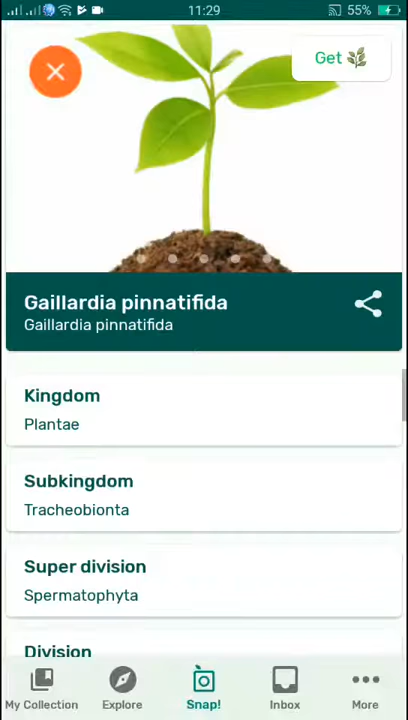 11:29
55%
Get
Gaillardia pinnatifida
Gaillardia pinnatifida
Kingdom
Plantae
Subkingdom
Tracheobionta
Super division
Spermatophyta
Division
My Collection
Explore
Snap!
Inbox
More